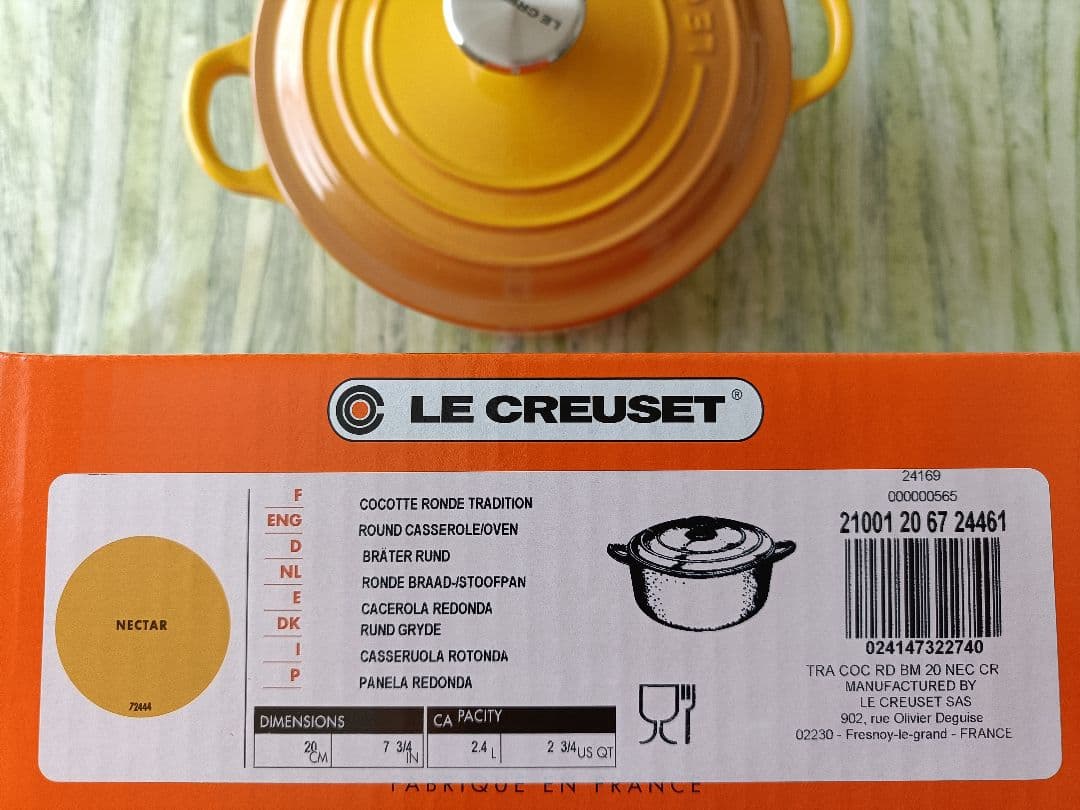 LE CREUSET®
NECTAR
72444
F COCOTTE RONDE TRADITION
ENG ROUND CASSEROLE/OVEN
D BRÄTER RUND
NL RONDE BRAAD-/STOOFPAN
E CACEROLA REDONDA
DK RUND GRYDE
I CASSERUOLA ROTONDA
P PANELA REDONDA
DIMENSIONS CAPACITY
20 CM 7 3/4 IN 2.4 L 2 3/4 US QT
24169
000000565
21001 20 67 24461
024147322740
TRA COC RD BM 20 NEC CR
MANUFACTURED BY
LE CREUSET SAS
902, rue Olivier Deguise
02230 - Fresnoy-le-grand - FRANCE
FABRIQUÉ EN FRANCE